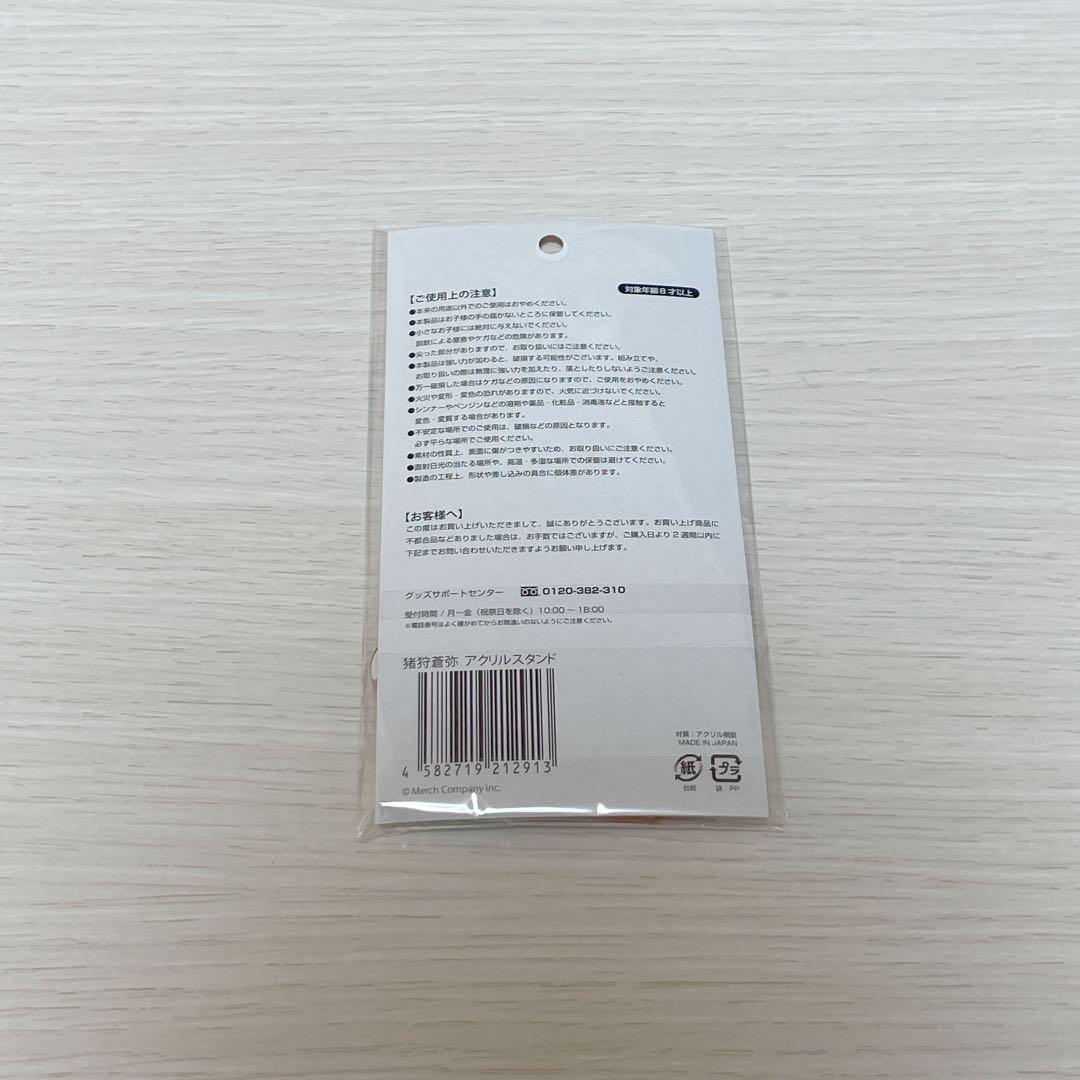 【ご使用上の注意】
対象年齢8才以上
●本来の用途以外でのご使用はおやめください。
●本製品はお子様の手の届かないところに保管してください。
●小さなお子様には絶対に与えないでください。
誤飲による窒息やケガなどの危険があります。
●尖った部分がありますので、お取り扱いにはご注意ください。
●本製品は強い力が加わると、破損する可能性がございます。組み立てや、
お取り扱いの際は無理に強い力を加えたり、落としたりしないようご注意ください。
●万一破損した場合はケガなどの原因になりますので、ご使用をおやめください。
●火災や変形・変色の恐れがありますので、火気に近づけないでください。
●シンナーやベンジンなどの溶剤や薬品・化粧品・消毒液などと接触すると
変色・変質する場合があります。
●不安定な場所でのご使用は、破損などの原因となります。
必ず平らな場所でご使用ください。
●素材の性質上、表面に傷がつきやすいため、お取り扱いにご注意ください。
●直射日光の当たる場所や、高温・多湿な場所での保管は避けてください。
●製造の工程上、形状や差し込みの具合に個体差があります。
【お客様へ】
この度はお買い上げいただきまして、誠にありがとうございます。お買い上げ商品に
不都合品などありました場合は、お手数ではございますが、ご購入日より2週間以内に
下記までお問い合わせいただきますようお願い申し上げます。
グッズサポートセンター 0120-382-310
受付時間/月～金(祝祭日を除く)10:00～18:00
※電話番号はよく確かめてからお間違いのないようにご注意ください。
猪狩蒼弥 アクリルスタンド
4 582719 212913
© Merch Company inc.
材質:アクリル樹脂
MADE IN JAPAN
紙 プラ
台紙 袋:PP